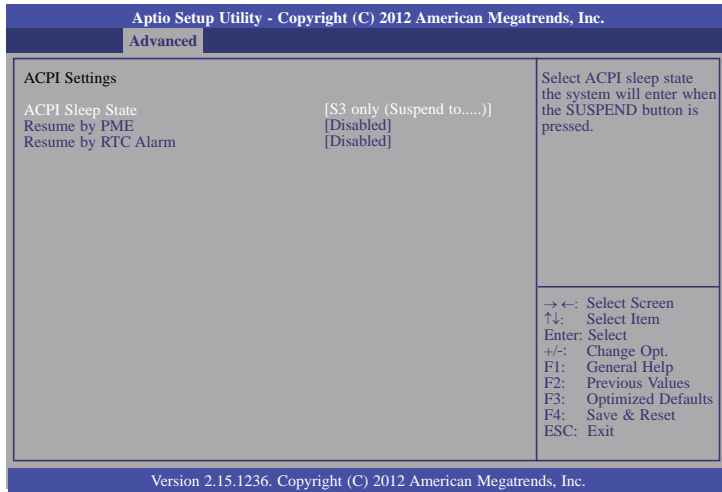 Aptio Setup Utility - Copyright (C) 2012 American Megatrends, Inc.
Advanced
ACPI Settings
ACPI Sleep State [S3 only (Suspend to.....)]
Resume by PME [Disabled]
Resume by RTC Alarm [Disabled]
Select ACPI sleep state
the system will enter when
the SUSPEND button is
pressed.
→←: Select Screen
↑↓: Select Item
Enter: Select
+/-: Change Opt.
F1: General Help
F2: Previous Values
F3: Optimized Defaults
F4: Save & Reset
ESC: Exit
Version 2.15.1236. Copyright (C) 2012 American Megatrends, Inc.